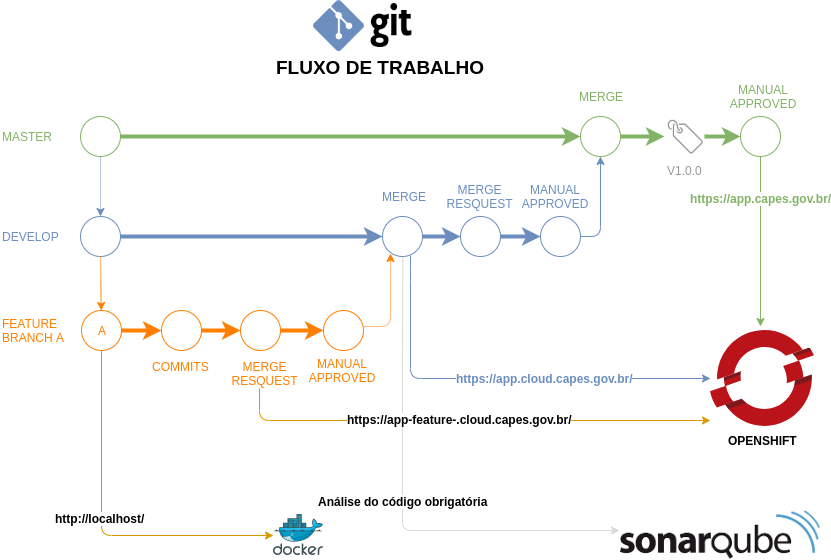 git
FLUXO DE TRABALHO
MERGE
MANUAL
APPROVED
MASTER
V1.0.0
https://app.capes.gov.br/
MERGE
MERGE
RESQUEST
MANUAL
APPROVED
DEVELOP
FEATURE
BRANCH A
A
COMMITS
MERGE
RESQUEST
MANUAL
APPROVED
https://app.cloud.capes.gov.br/
https://app-feature-.cloud.capes.gov.br/
OPENSHIFT
Análise do código obrigatória
http://localhost/
docker
sonarqube